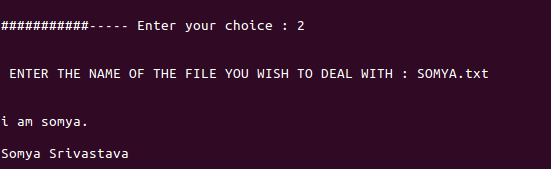 ###########----- Enter your choice : 2
ENTER THE NAME OF THE FILE YOU WISH TO DEAL WITH : SOMYA.txt
i am somya.
Somya Srivastava